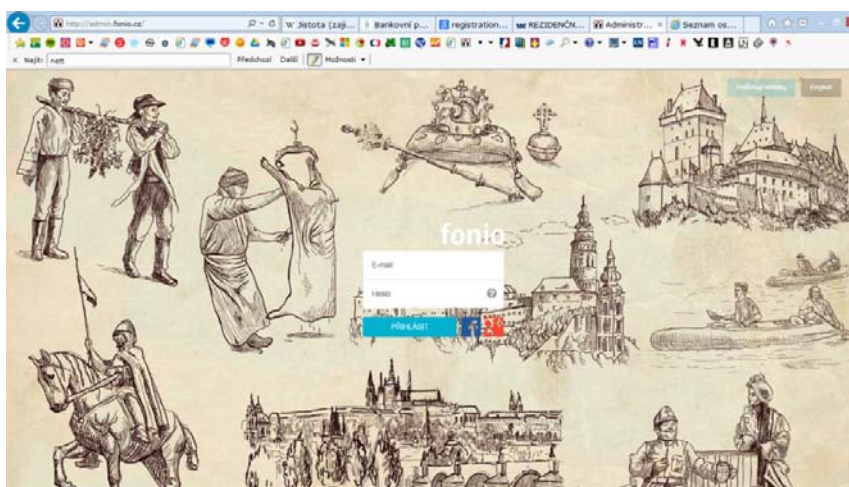 http://admin.fonio.cz/
W Jistota (zaji...
Bankovní p...
registration...
REZIDENČN...
Administr...
Seznam os...
x Najít: nett
Předchozí Další Možnosti
English
fonio
E-mail
Heslo
PŘIHLÁSIT